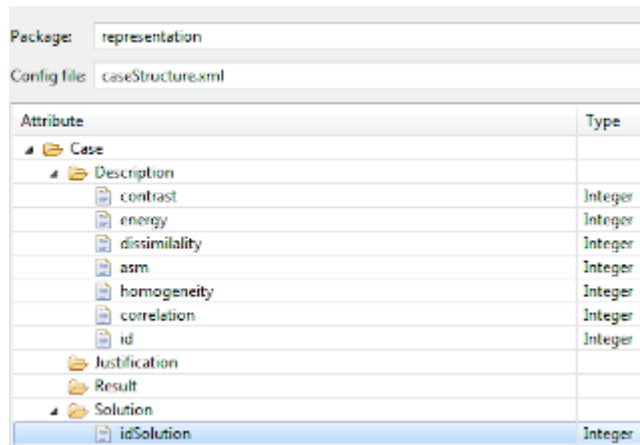 Package: representation
Config file: caseStructure.xml
Attribute Type
Case
Description
contrast Integer
energy Integer
dissimilality Integer
asm Integer
homogeneity Integer
correlation Integer
id Integer
Justification
Result
Solution
idSolution Integer